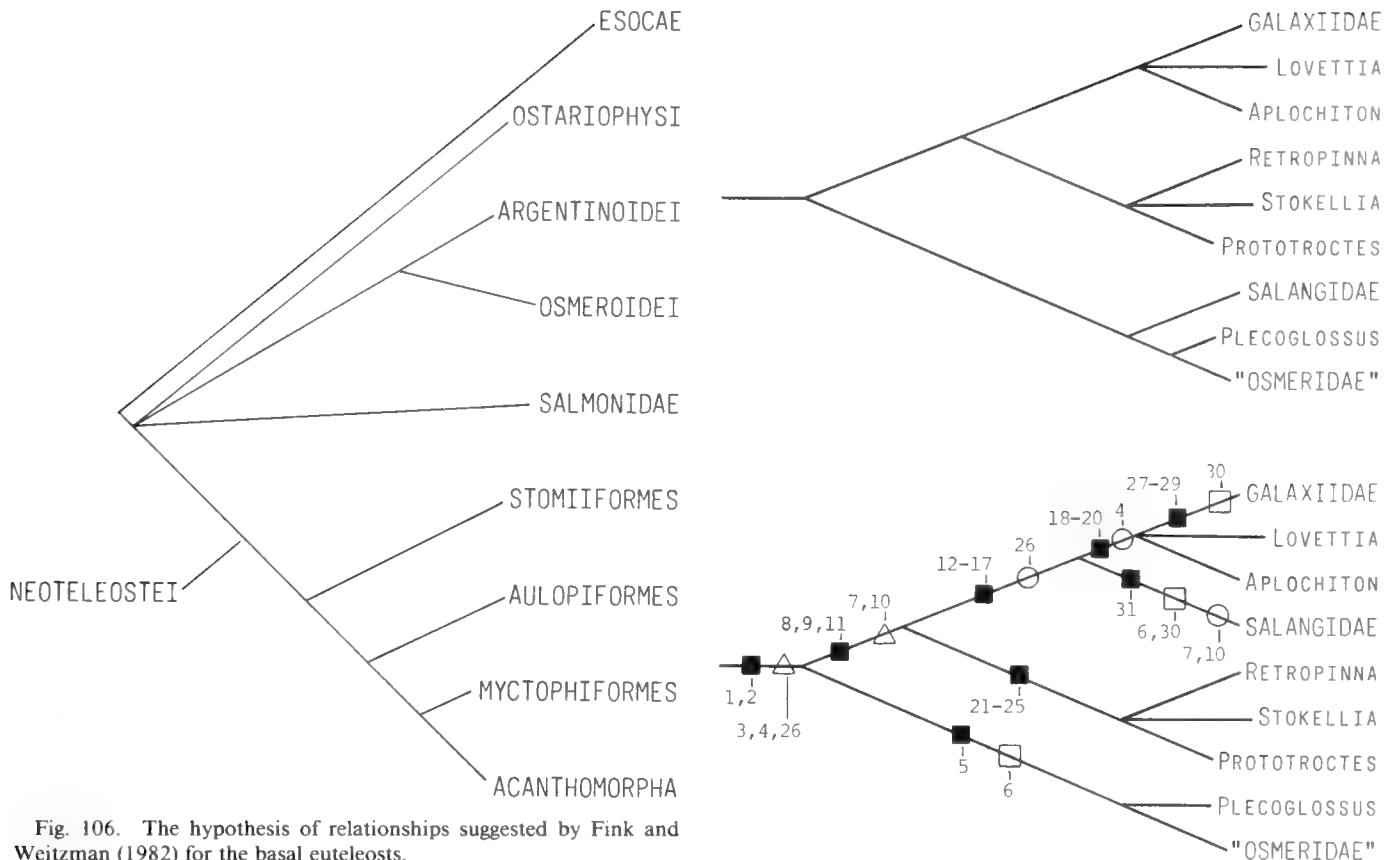 ESOCAE
OSTARIOPHYSI
ARGENTINOIDEI
OSMEROIDEI
SALMONIDAE
STOMIIFORMES
NEOTELEOSTEI
AULOPIFORMES
MYCTOPHIFORMES
ACANTHOMORPHA
Fig. 106. The hypothesis of relationships suggested by Fink and
Weitzman (1982) for the basal euteleosts.
GALAXIIDAE
LOVETTIA
APLOCHITON
RETROPINNA
STOKELLIA
PROTOTROCTES
SALANGIDAE
PLECOGLOSSUS
"OSMERIDAE"
30
27-29
GALAXIIDAE
4
18-20
LOVETTIA
26
12-17
APLOCHITON
31
7,10
SALANGIDAE
8,9,11
6,30
7,10
RETROPINNA
1,2
21-25
STOKELLIA
3,4,26
PROTOTROCTES
5
6
PLECOGLOSSUS
"OSMERIDAE"